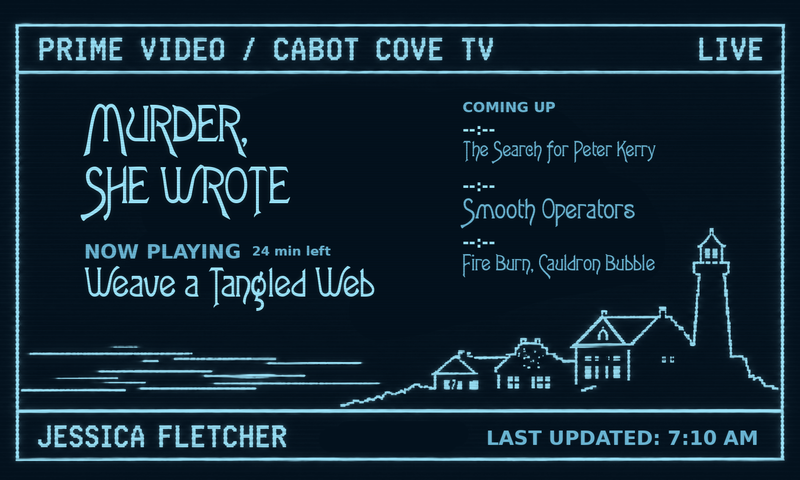 PRIME VIDEO / CABOT COVE TV
LIVE
MURDER,
SHE WROTE
NOW PLAYING 24 min left
Weave a Tangled Web
COMING UP
--:--
The Search for Peter Kerry
--:--
Smooth Operators
--:--
Fire Burn, Cauldron Bubble
JESSICA FLETCHER
LAST UPDATED: 7:10 AM